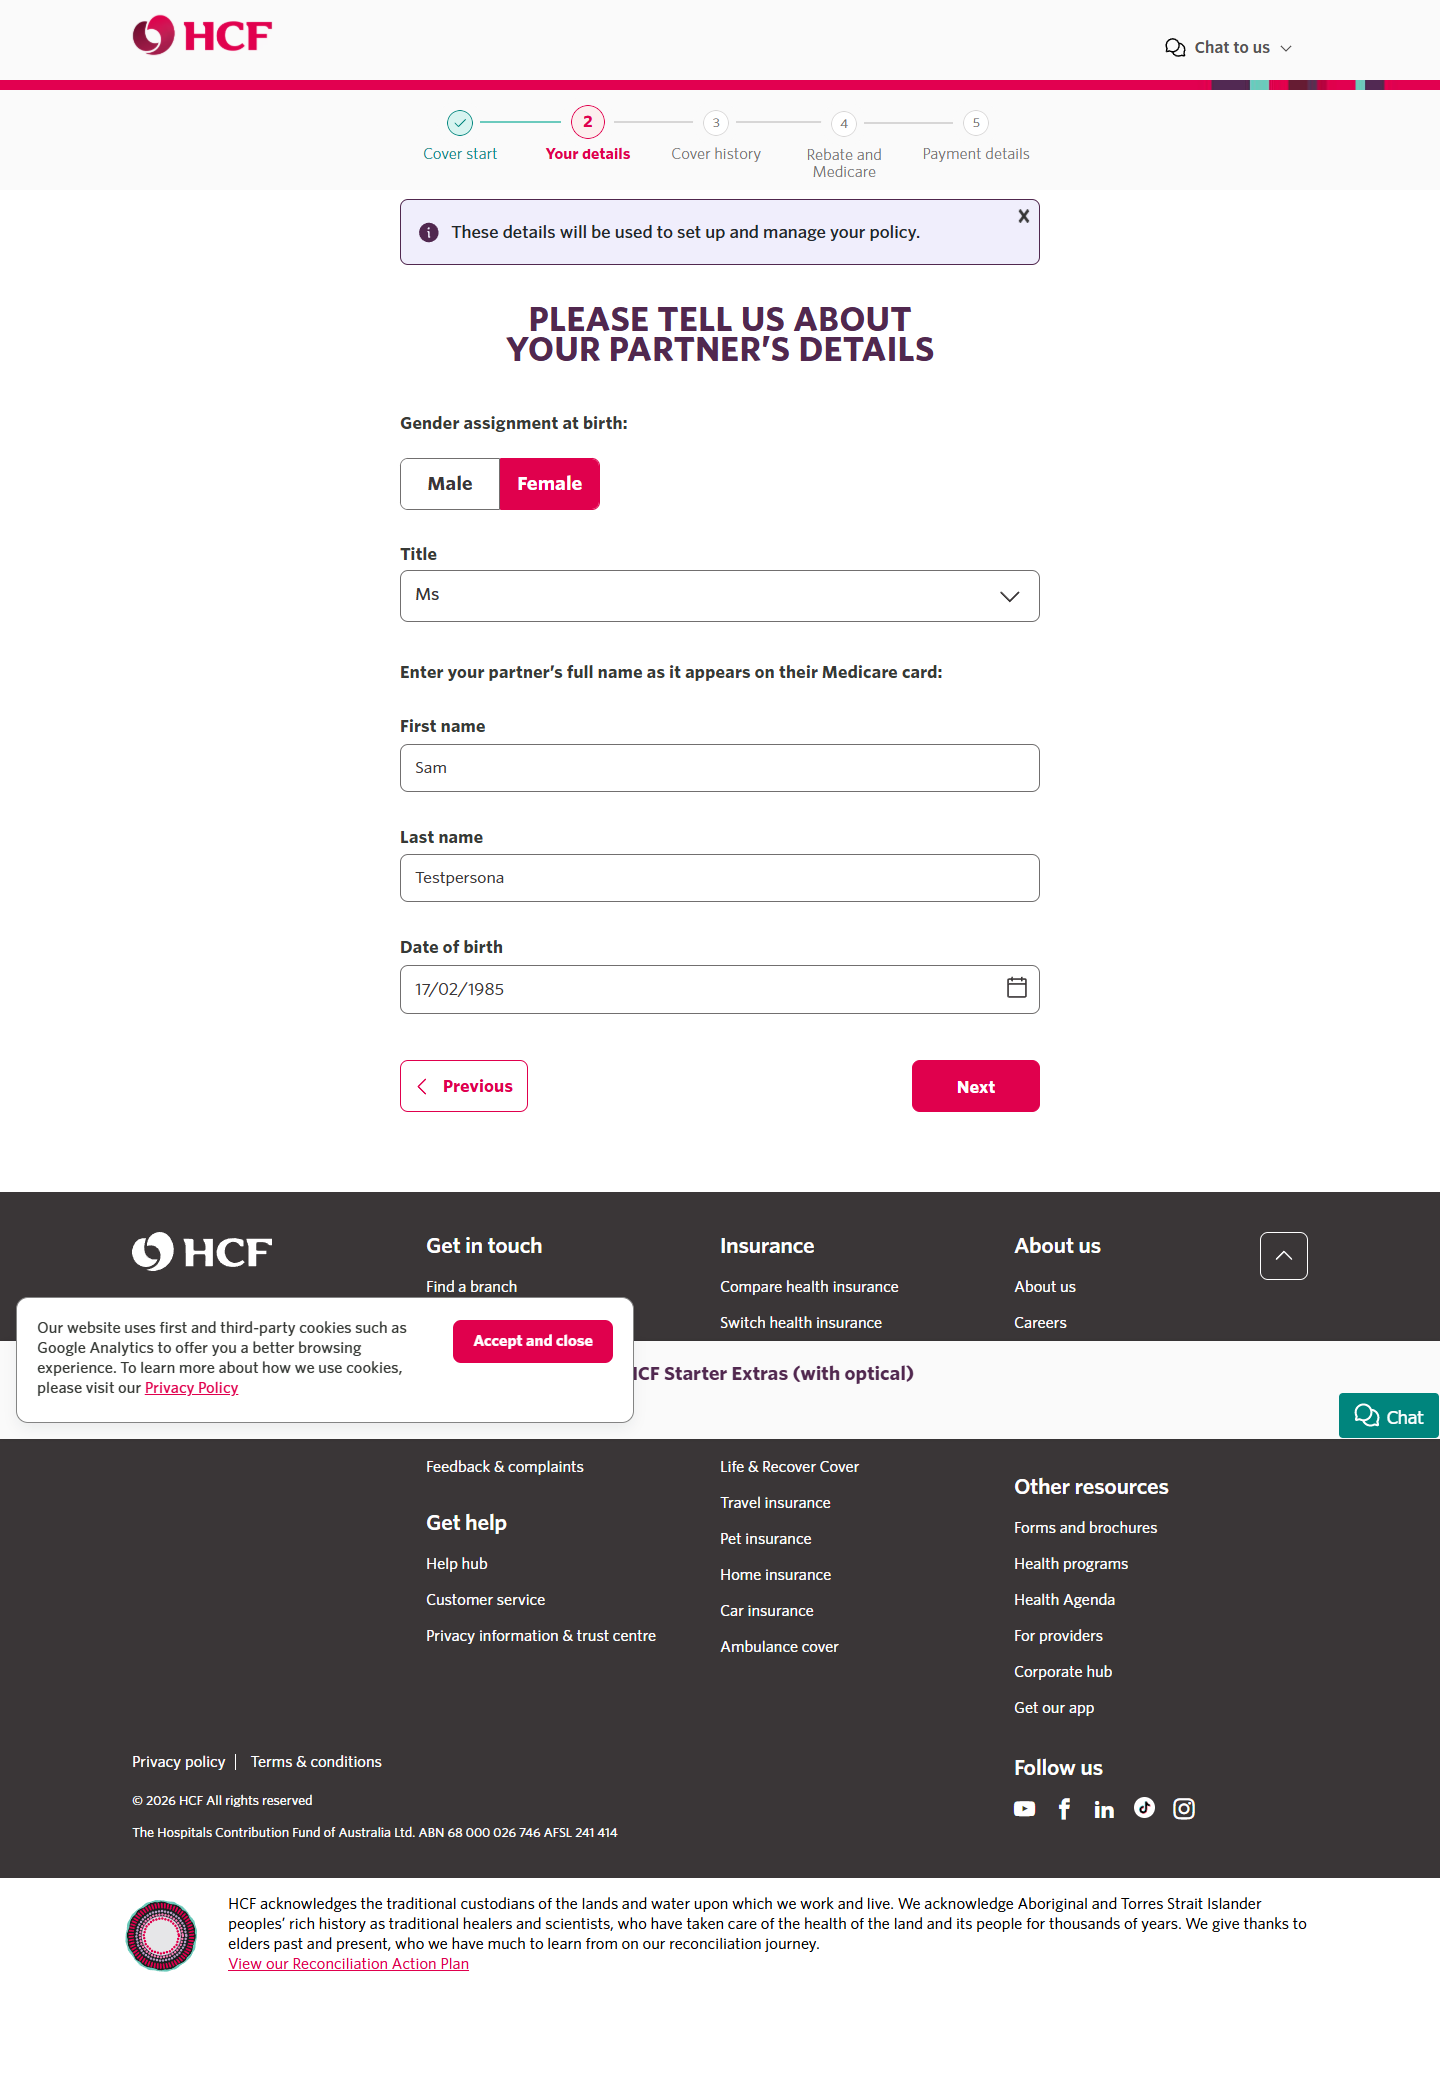 HCF
Chat to us
2
3
4
5
Cover start
Your details
Cover history
Rebate and
Medicare
Payment details
These details will be used to set up and manage your policy.
X
PLEASE TELL US ABOUT
YOUR PARTNER’S DETAILS
Gender assignment at birth:
Male
Female
Title
Ms
Enter your partner’s full name as it appears on their Medicare card:
First name
Sam
Last name
Testpersona
Date of birth
17/02/1985
Previous
Next
HCF
Get in touch
Find a branch
Insurance
Compare health insurance
Switch health insurance
About us
About us
Careers
Our website uses first and third-party cookies such as
Google Analytics to offer you a better browsing
experience. To learn more about how we use cookies,
please visit our Privacy Policy
Accept and close
HCF Starter Extras (with optical)
Chat
Feedback & complaints
Get help
Help hub
Customer service
Privacy information & trust centre
Life & Recover Cover
Travel insurance
Pet insurance
Home insurance
Car insurance
Ambulance cover
Other resources
Forms and brochures
Health programs
Health Agenda
For providers
Corporate hub
Get our app
Privacy policy
Terms & conditions
© 2026 HCF All rights reserved
The Hospitals Contribution Fund of Australia Ltd. ABN 68 000 026 746 AFSL 241 414
Follow us
HCF acknowledges the traditional custodians of the lands and water upon which we work and live. We acknowledge Aboriginal and Torres Strait Islander
peoples’ rich history as traditional healers and scientists, who have taken care of the health of the land and its people for thousands of years. We give thanks to
elders past and present, who we have much to learn from on our reconciliation journey.
View our Reconciliation Action Plan